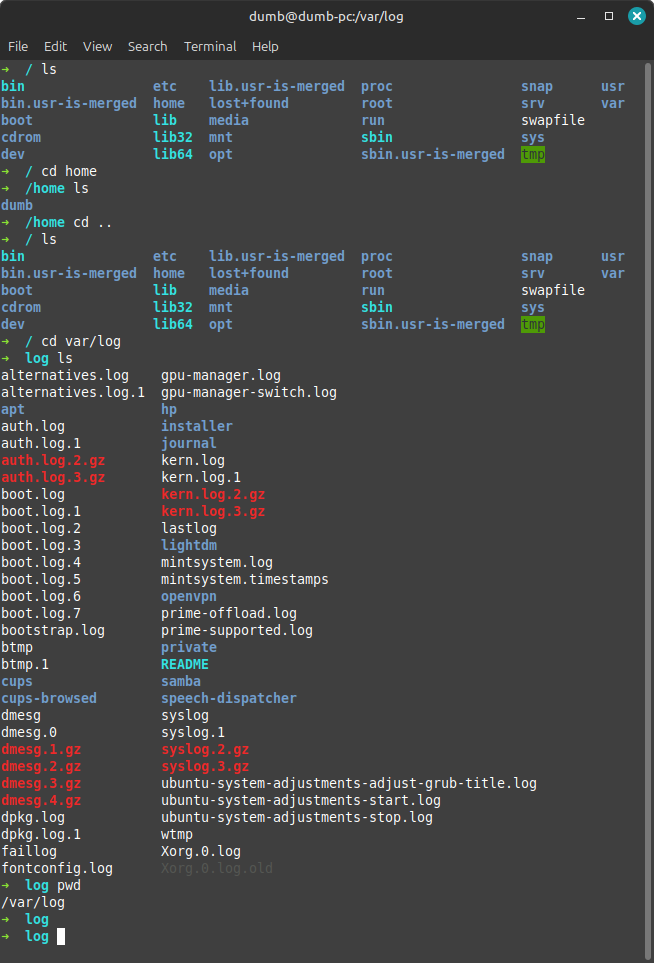 dumb@dumb-pc:/var/log
File Edit View Search Terminal Help
➜  / ls
bin                etc    lib.usr-is-merged  proc                snap      usr
bin.usr-is-merged  home   lost+found         root                srv       var
boot               lib    media              run                 swapfile
cdrom              lib32  mnt                sbin                sys
dev                lib64  opt                sbin.usr-is-merged  tmp
➜  / cd home
➜  /home ls
dumb
➜  /home cd ..
➜  / ls
bin                etc    lib.usr-is-merged  proc                snap      usr
bin.usr-is-merged  home   lost+found         root                srv       var
boot               lib    media              run                 swapfile
cdrom              lib32  mnt                sbin                sys
dev                lib64  opt                sbin.usr-is-merged  tmp
➜  / cd var/log
➜  log ls
alternatives.log    gpu-manager.log
alternatives.log.1  gpu-manager-switch.log
apt                 hp
auth.log            installer
auth.log.1          journal
auth.log.2.gz       kern.log
auth.log.3.gz       kern.log.1
boot.log            kern.log.2.gz
boot.log.1          kern.log.3.gz
boot.log.2          lastlog
boot.log.3          lightdm
boot.log.4          mintsystem.log
boot.log.5          mintsystem.timestamps
boot.log.6          openvpn
boot.log.7          prime-offload.log
bootstrap.log       prime-supported.log
btmp                private
btmp.1              README
cups                samba
cups-browsed        speech-dispatcher
dmesg               syslog
dmesg.0             syslog.1
dmesg.1.gz          syslog.2.gz
dmesg.2.gz          syslog.3.gz
dmesg.3.gz          ubuntu-system-adjustments-adjust-grub-title.log
dmesg.4.gz          ubuntu-system-adjustments-start.log
dpkg.log            ubuntu-system-adjustments-stop.log
dpkg.log.1          wtmp
faillog             Xorg.0.log
fontconfig.log      Xorg.0.log.old
➜  log pwd
/var/log
➜  log
➜  log